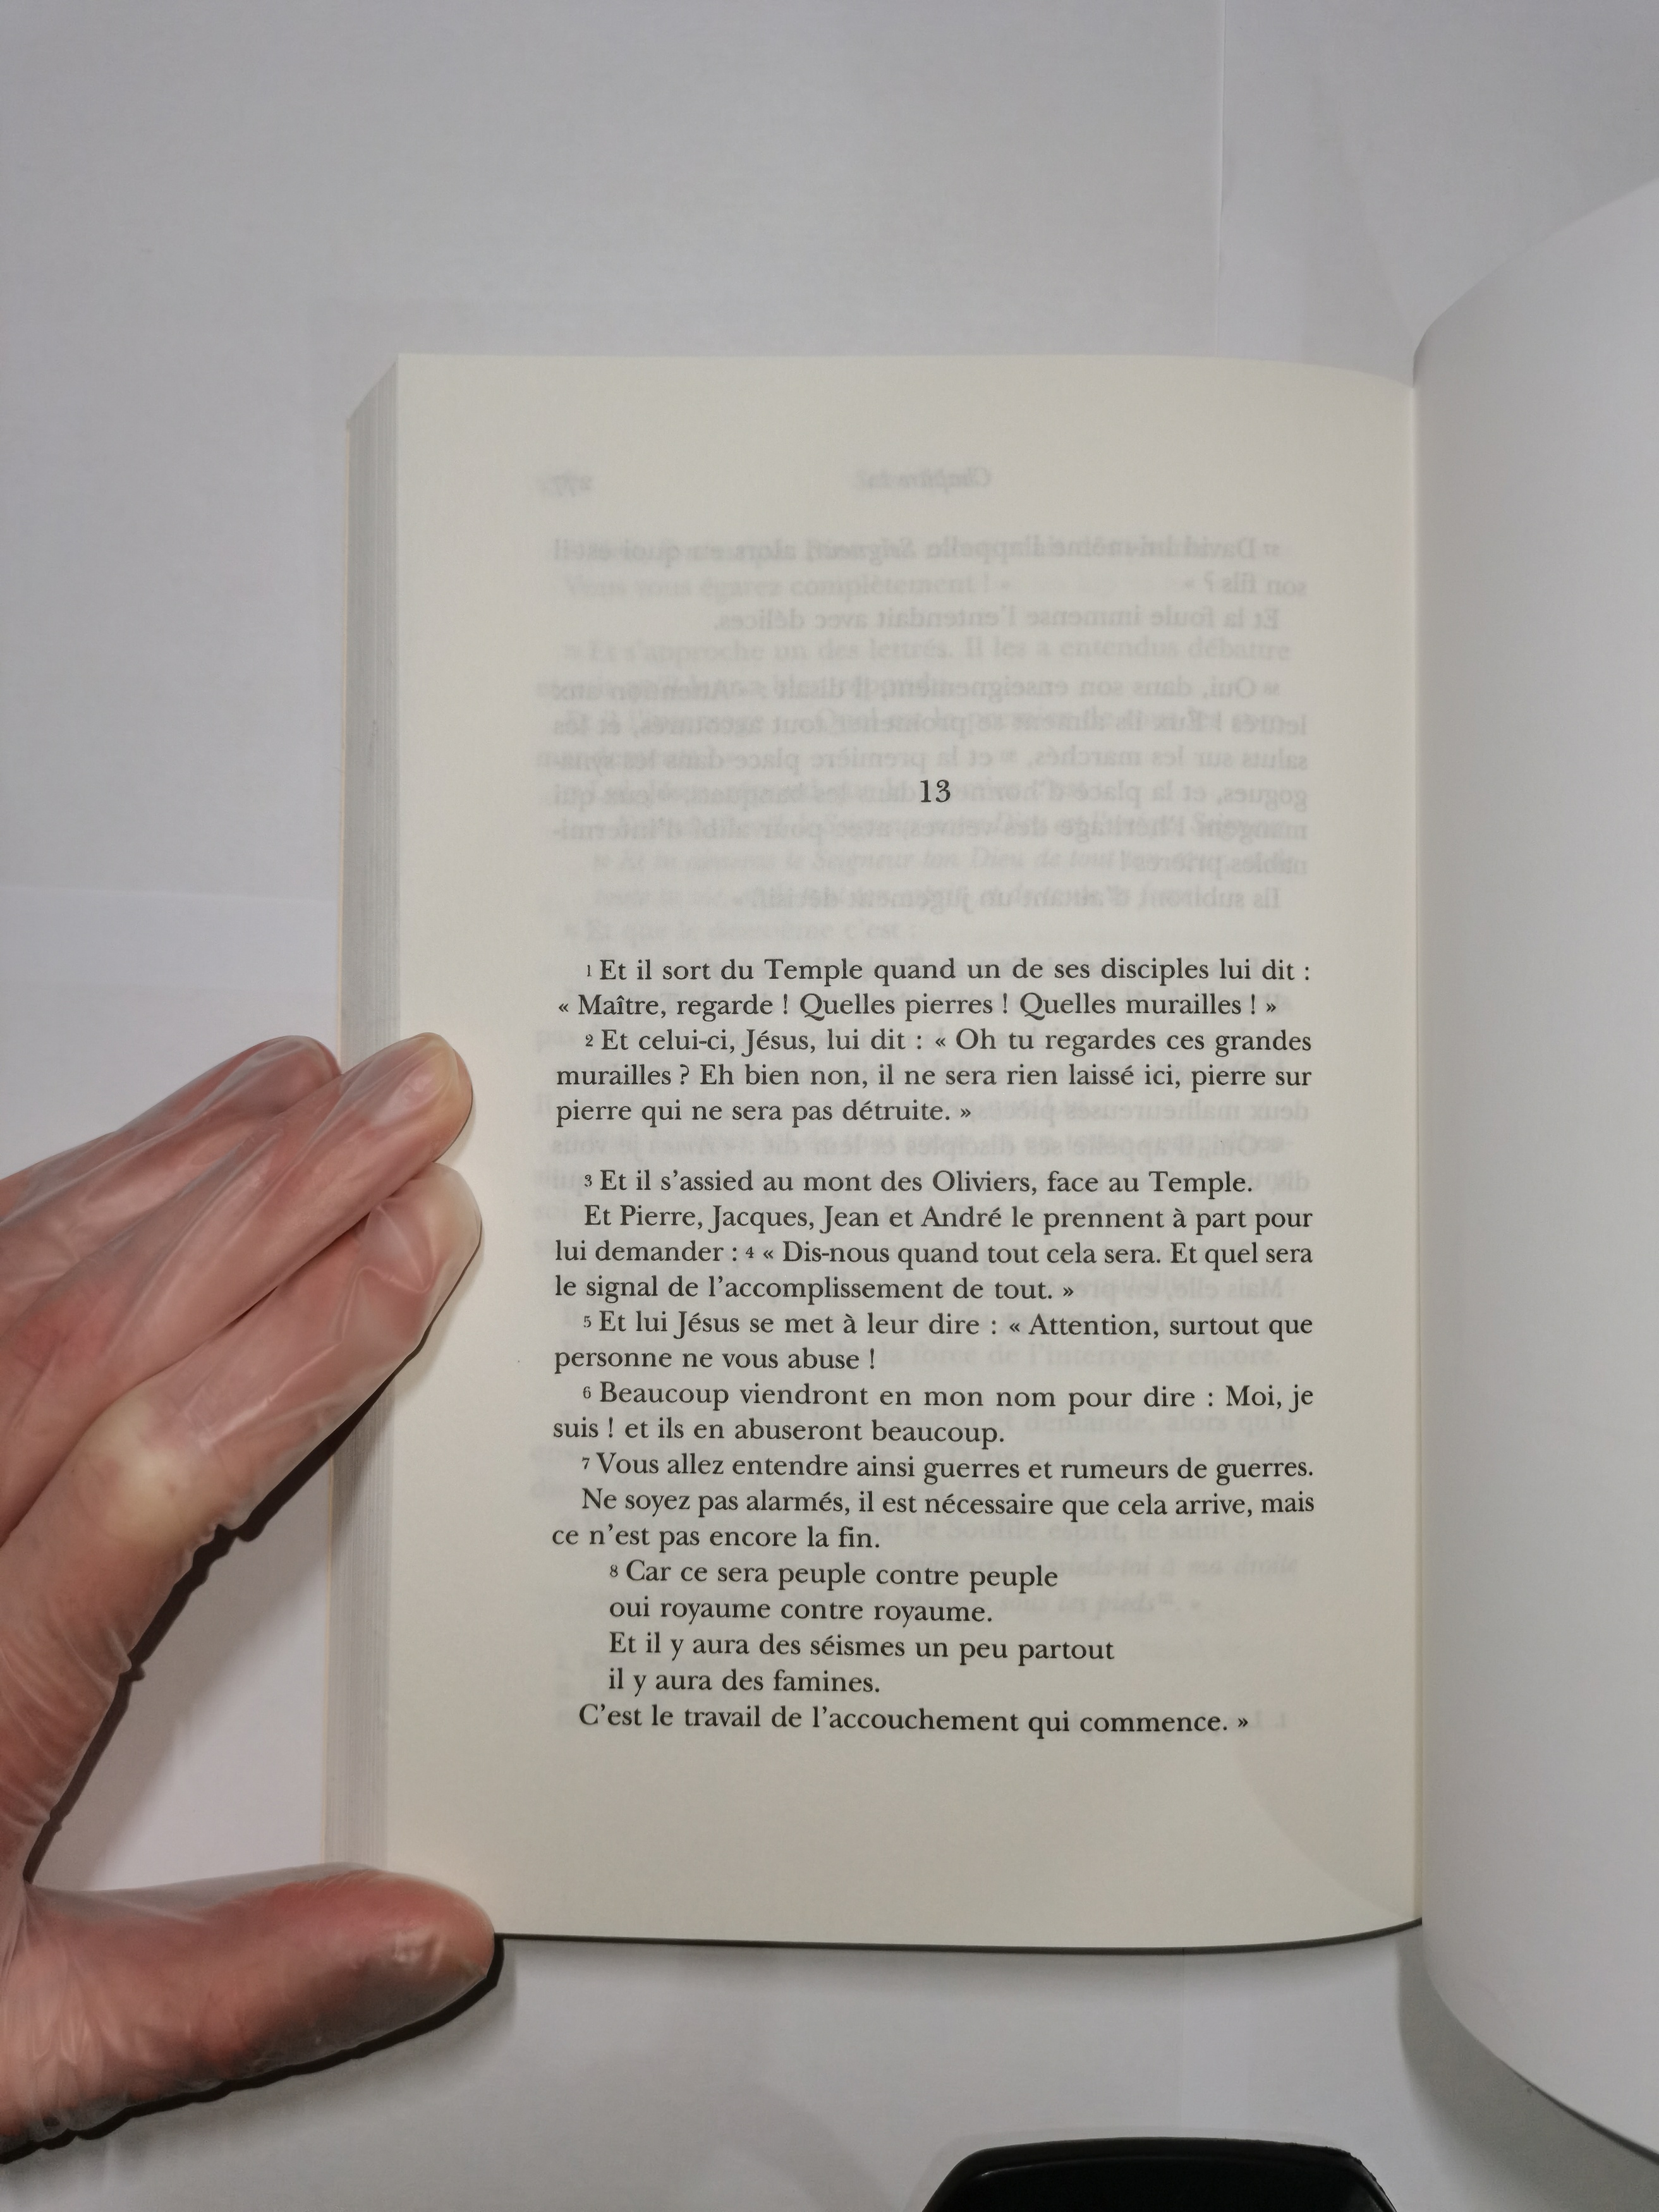 13
1 Et il sort du Temple quand un de ses disciples lui dit :
« Maître, regarde ! Quelles pierres ! Quelles murailles ! »
2 Et celui-ci, Jésus, lui dit : « Oh tu regardes ces grandes
murailles ? Eh bien non, il ne sera rien laissé ici, pierre sur
pierre qui ne sera pas détruite. »
3 Et il s'assied au mont des Oliviers, face au Temple.
Et Pierre, Jacques, Jean et André le prennent à part pour
lui demander : 4 « Dis-nous quand tout cela sera. Et quel sera
le signal de l'accomplissement de tout. »
5 Et lui Jésus se met à leur dire : « Attention, surtout que
personne ne vous abuse !
6 Beaucoup viendront en mon nom pour dire : Moi, je
suis ! et ils en abuseront beaucoup.
7 Vous allez entendre ainsi guerres et rumeurs de guerres.
Ne soyez pas alarmés, il est nécessaire que cela arrive, mais
ce n'est pas encore la fin.
8 Car ce sera peuple contre peuple
oui royaume contre royaume.
Et il y aura des séismes un peu partout
il y aura des famines.
C'est le travail de l'accouchement qui commence. »